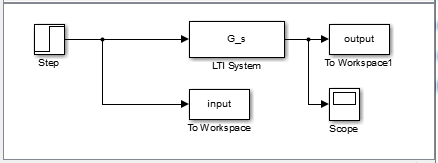 G_s
output
Step
LTI System
To Workspace1
input
To Workspace
Scope